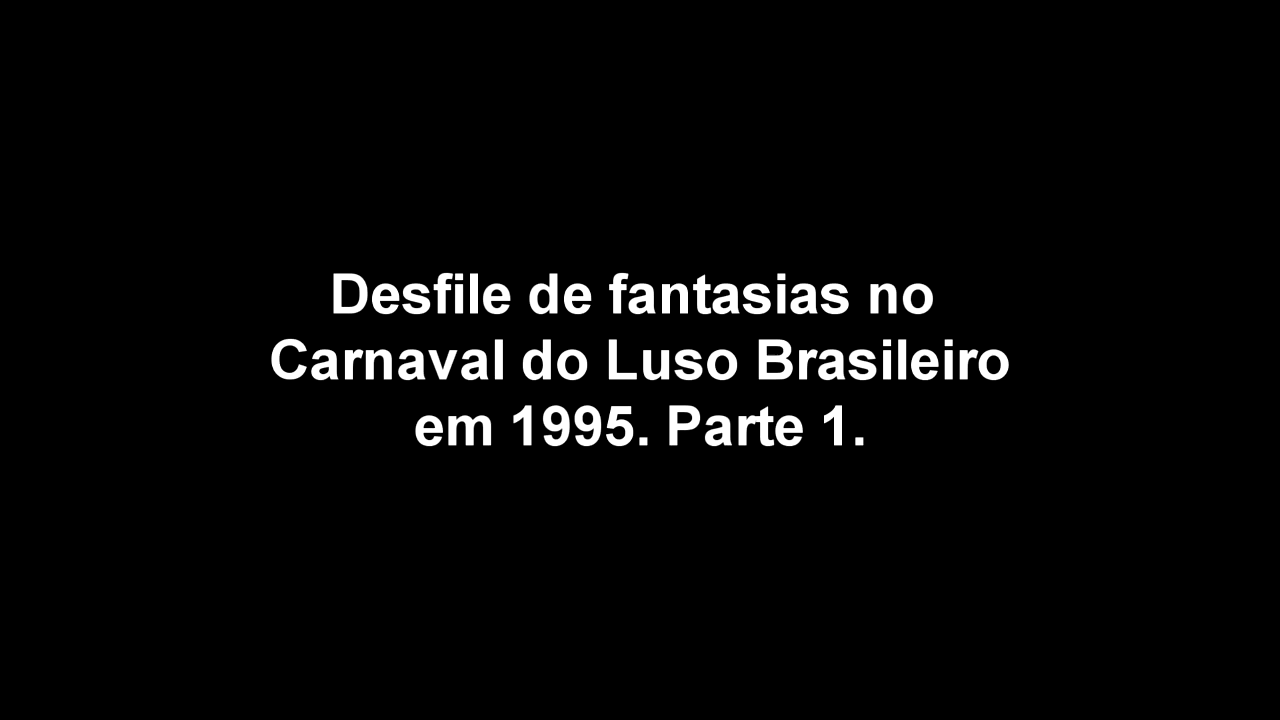 Desfile de fantasias no
Carnaval do Luso Brasileiro
em 1995. Parte 1.